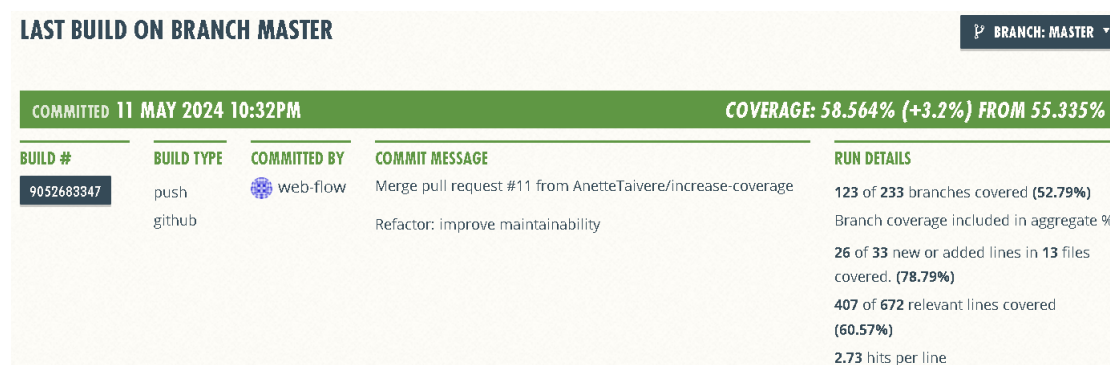 LAST BUILD ON BRANCH MASTER
BRANCH: MASTER
COMMITTED 11 MAY 2024 10:32PM
COVERAGE: 58.564% (+3.2%) FROM 55.335%
BUILD #
9052683347
BUILD TYPE
push
github
COMMITTED BY
web-flow
COMMIT MESSAGE
Merge pull request #11 from AnetteTaivere/increase-coverage
Refactor: improve maintainability
RUN DETAILS
123 of 233 branches covered (52.79%)
Branch coverage included in aggregate %
26 of 33 new or added lines in 13 files
covered. (78.79%)
407 of 672 relevant lines covered
(60.57%)
2.73 hits per line